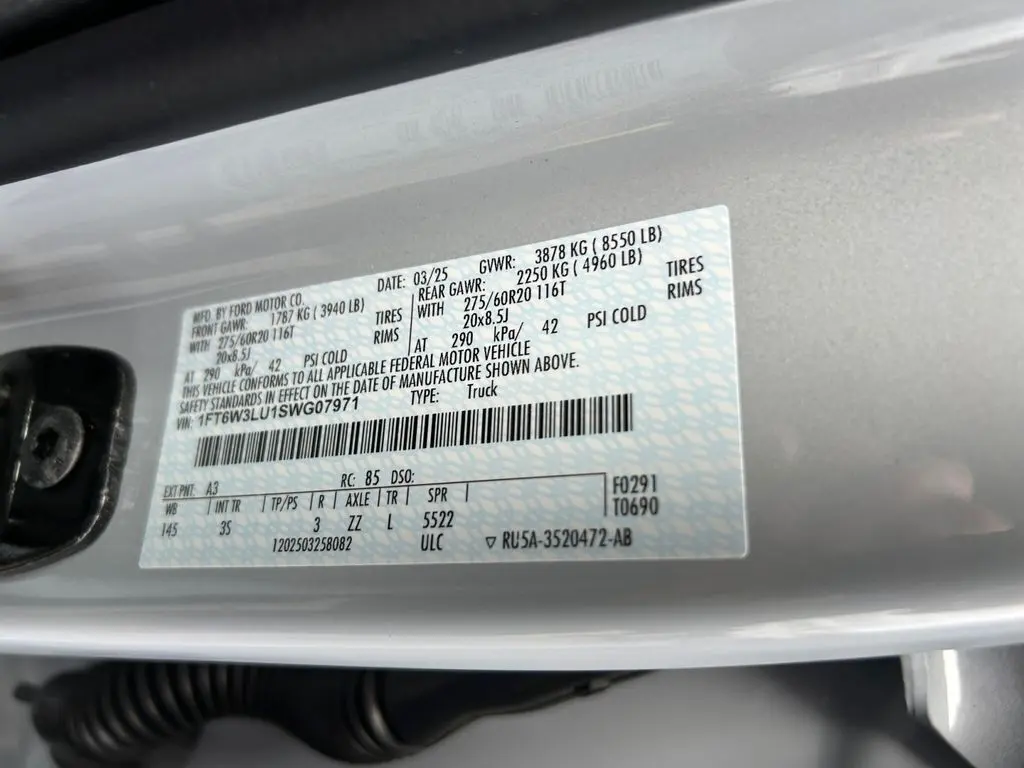 MFD. BY FORD MOTOR CO. DATE: 03/25 GVWR: 3878 KG ( 8550 LB)
FRONT GAWR: 1787 KG ( 3940 LB) REAR GAWR: 2250 KG ( 4960 LB)
WITH 275/60R20 116T TIRES WITH 275/60R20 116T TIRES
20x8.5J RIMS 20x8.5J RIMS
AT 290 kPa/ 42 PSI COLD AT 290 kPa/ 42 PSI COLD
THIS VEHICLE CONFORMS TO ALL APPLICABLE FEDERAL MOTOR VEHICLE
SAFETY STANDARDS IN EFFECT ON THE DATE OF MANUFACTURE SHOWN ABOVE.
VIN: 1FT6W3LU1SWG07971 TYPE: Truck
EXT PNT: A3 RC: 85 DSO:
WB INT TR TP/PS R AXLE TR SPR F0291
145 3S 3 ZZ L 5522 T0690
1202503258082 ULC ▽ RU5A-3520472-AB